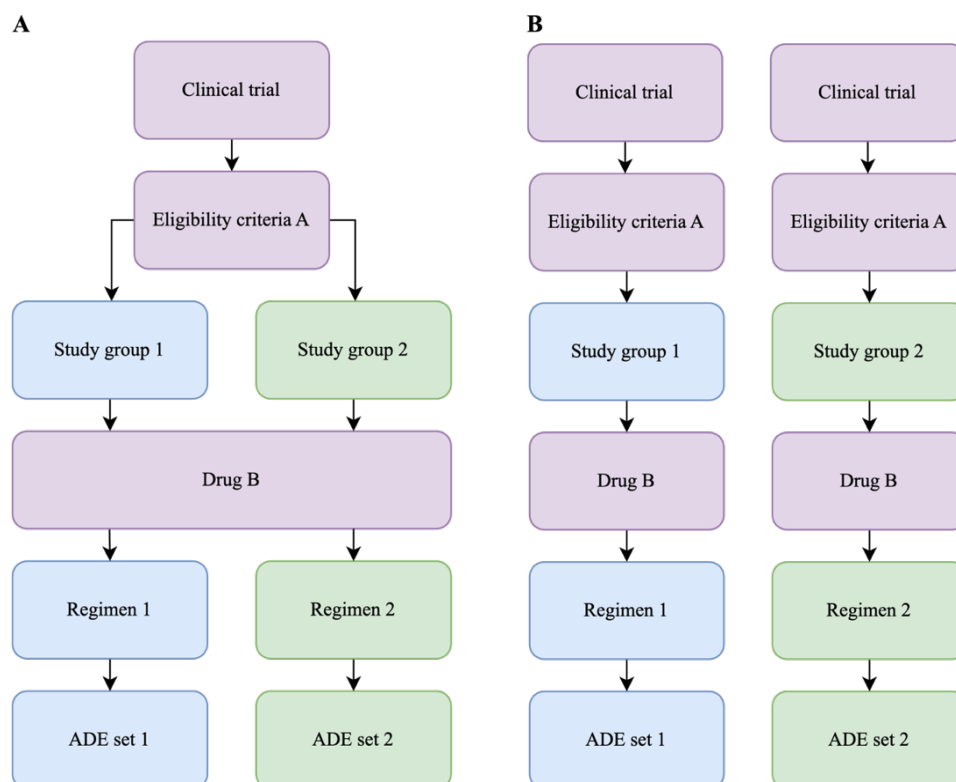 A
Clinical trial
Eligibility criteria A
Study group 1
Study group 2
Drug B
Regimen 1
Regimen 2
ADE set 1
ADE set 2
B
Clinical trial
Clinical trial
Eligibility criteria A
Eligibility criteria A
Study group 1
Study group 2
Drug B
Drug B
Regimen 1
Regimen 2
ADE set 1
ADE set 2